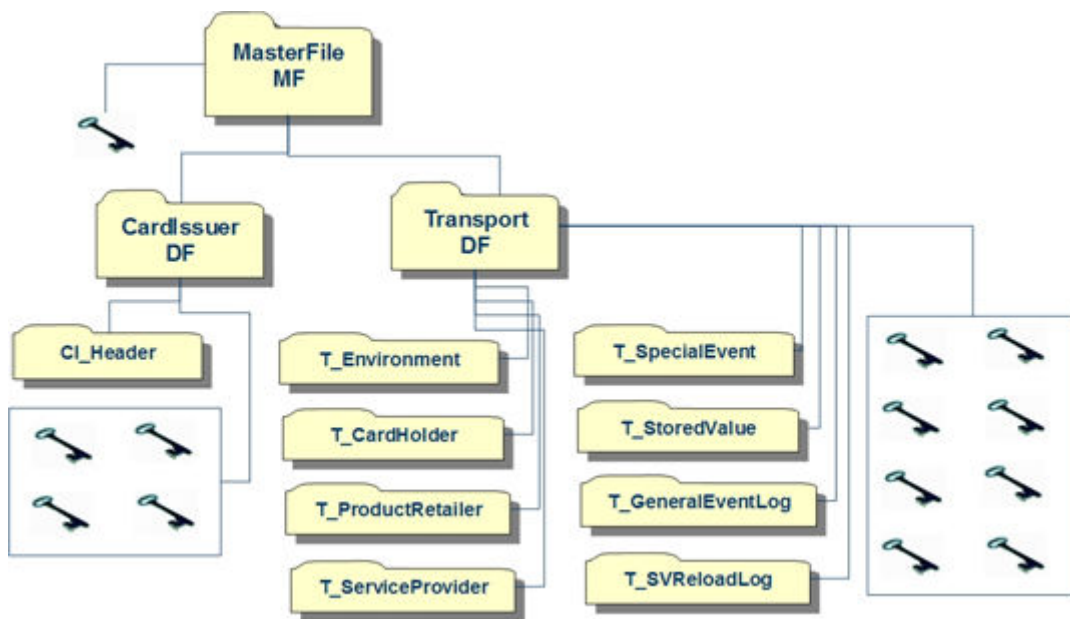 MasterFile
MF
CardIssuer
DF
Transport
DF
CI_Header
T_Environment
T_CardHolder
T_ProductRetailer
T_ServiceProvider
T_SpecialEvent
T_StoredValue
T_GeneralEventLog
T_SVReloadLog